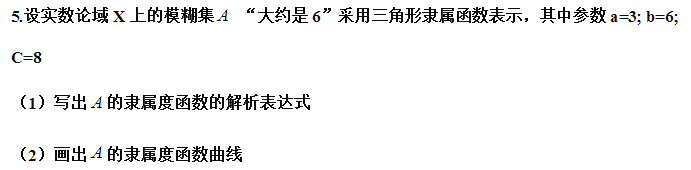 5.设实数论域 X 上的模糊集 A “大约是 6”采用三角形隶属函数表示，其中参数 a=3; b=6;
C=8
（1）写出 A 的隶属度函数的解析表达式
（2）画出 A 的隶属度函数曲线